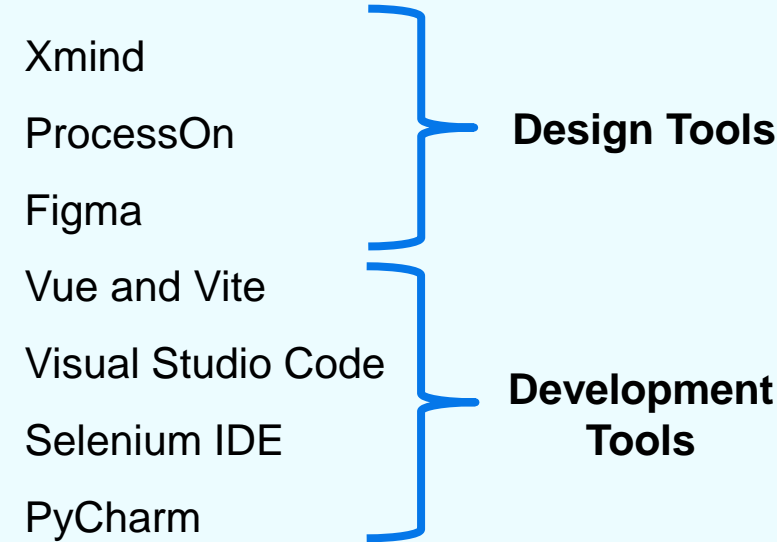 Xmind
ProcessOn
Figma
Vue and Vite
Visual Studio Code
Selenium IDE
PyCharm
Design Tools
Development
Tools